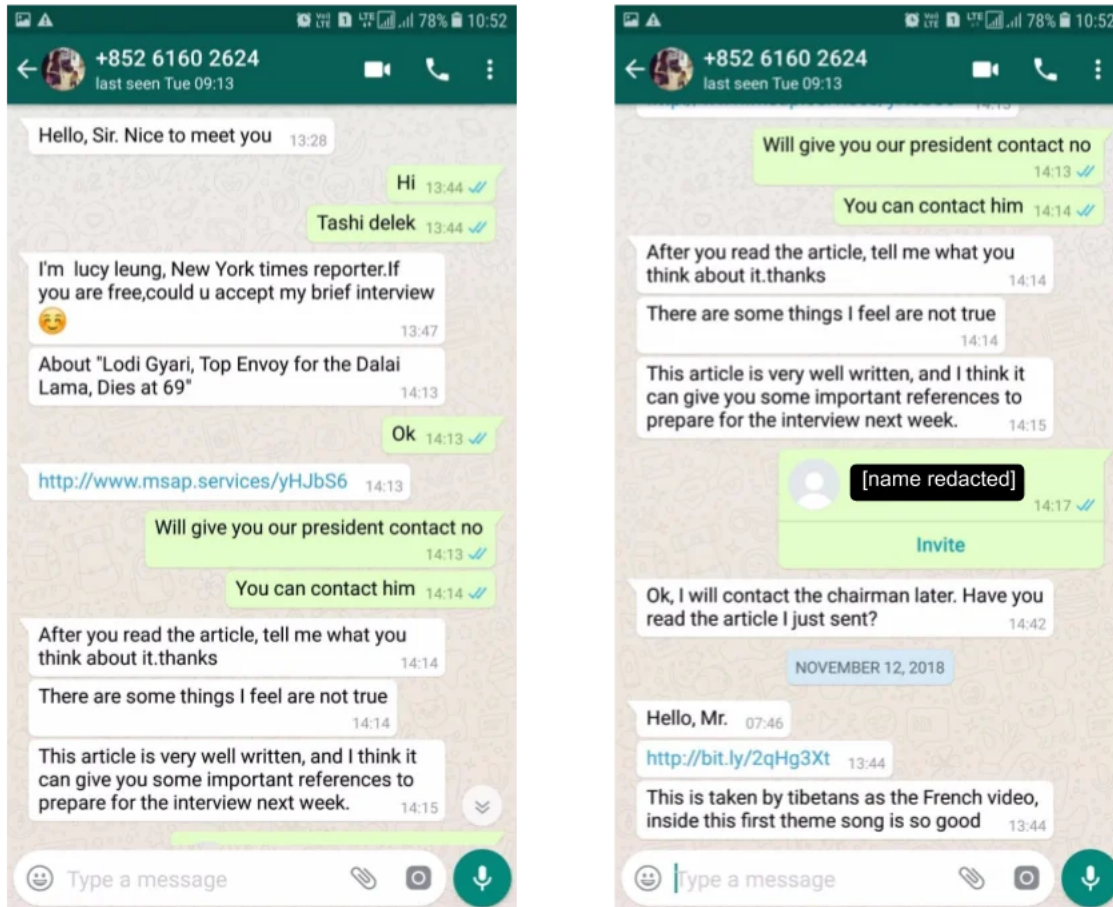 78% 10:52
+852 6160 2624
last seen Tue 09:13
Hello, Sir. Nice to meet you 13:28
Hi 13:44
Tashi delek 13:44
I'm lucy leung, New York times reporter.If
you are free,could u accept my brief interview
☺️
13:47
About "Lodi Gyari, Top Envoy for the Dalai
Lama, Dies at 69"
14:13
Ok 14:13
http://www.msap.services/yHJbS6 14:13
Will give you our president contact no
14:13
You can contact him 14:14
After you read the article, tell me what you
think about it.thanks
14:14
There are some things I feel are not true
14:14
This article is very well written, and I think it
can give you some important references to
prepare for the interview next week. 14:15
Type a message
78% 10:52
+852 6160 2624
last seen Tue 09:13
Will give you our president contact no
14:13
You can contact him 14:14
After you read the article, tell me what you
think about it.thanks
14:14
There are some things I feel are not true
14:14
This article is very well written, and I think it
can give you some important references to
prepare for the interview next week. 14:15
[name redacted]
14:17
Invite
Ok, I will contact the chairman later. Have you
read the article I just sent?
14:42
NOVEMBER 12, 2018
Hello, Mr. 07:46
http://bit.ly/2qHg3Xt 13:44
This is taken by tibetans as the French video,
inside this first theme song is so good 13:44
Type a message